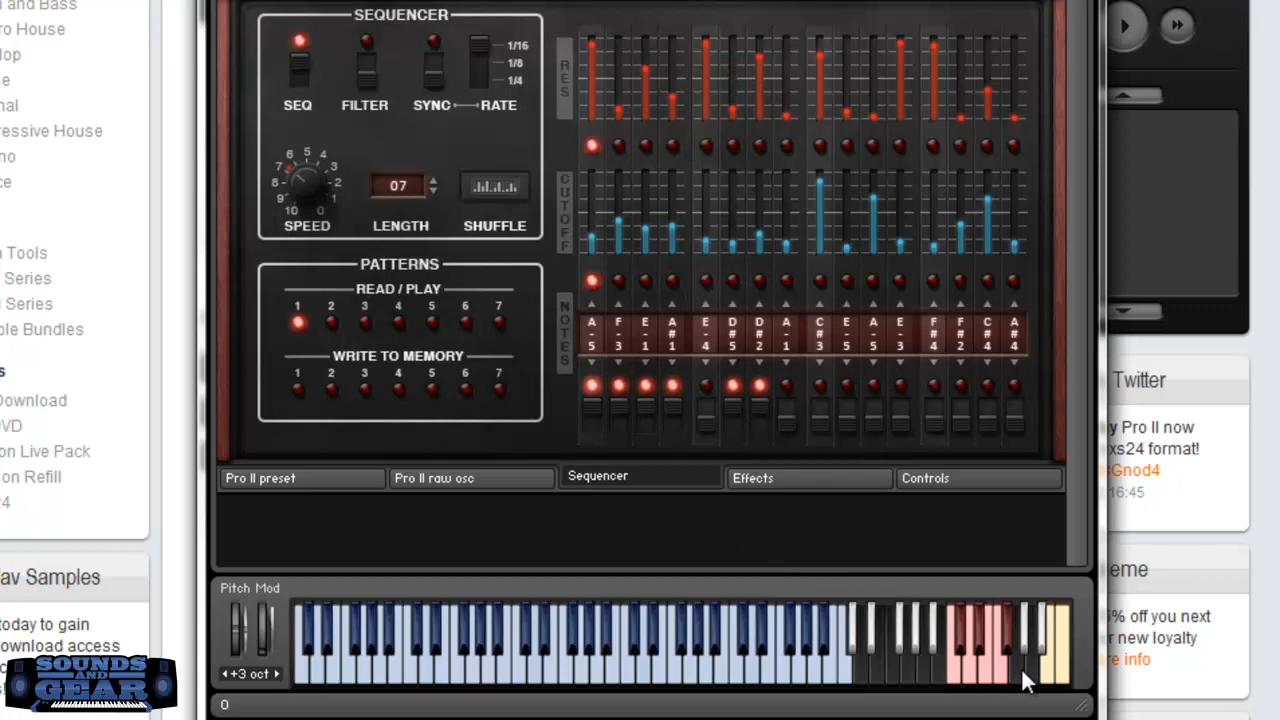 n and Bass
ro House
op
e
al
ressive House
no
ce
n Tools
Series
Series
ple Bundles
s
Download
VD
on Live Pack
son Refill
4
av Samples
today to gain
ownload access
SOUNDS
AND
GEAR
SEQUENCER
1/16
1/8
1/4
SEQ FILTER SYNC RATE
6 5 4
7 3
8 2
9 1
10 0
07
SPEED LENGTH SHUFFLE
PATTERNS
READ / PLAY
1 2 3 4 5 6 7
WRITE TO MEMORY
1 2 3 4 5 6 7
RES
CUTOFF
NOTES
A F E A E D D A C E A E F F C A
- - - # - # # - # - - - # # # #
5 3 1 1 4 5 2 1 3 5 5 3 4 2 4 4
Pro II preset Pro II raw osc Sequencer Effects Controls
Pitch Mod
+3 oct
0
Twitter
y Pro II now
xs24 format!
Gnod4
16:45
eme
% off you next
r new loyalty
re info